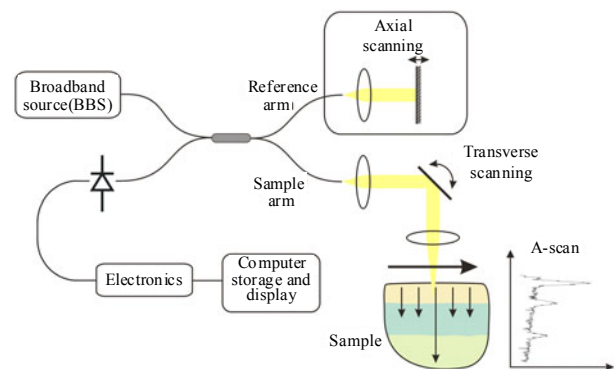 Axial
scanning
Broadband
source(BBS)
Reference
arm
Sample
arm
Transverse
scanning
Electronics
Computer
storage and
display
A-scan
Sample